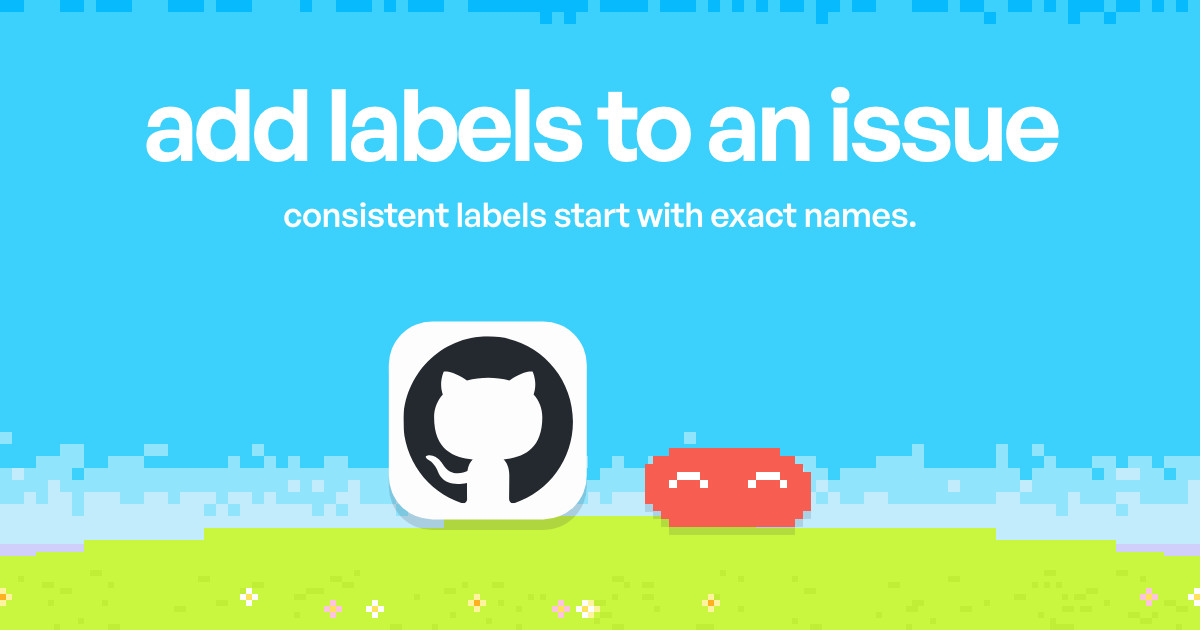 add labels to an issue
consistent labels start with exact names.